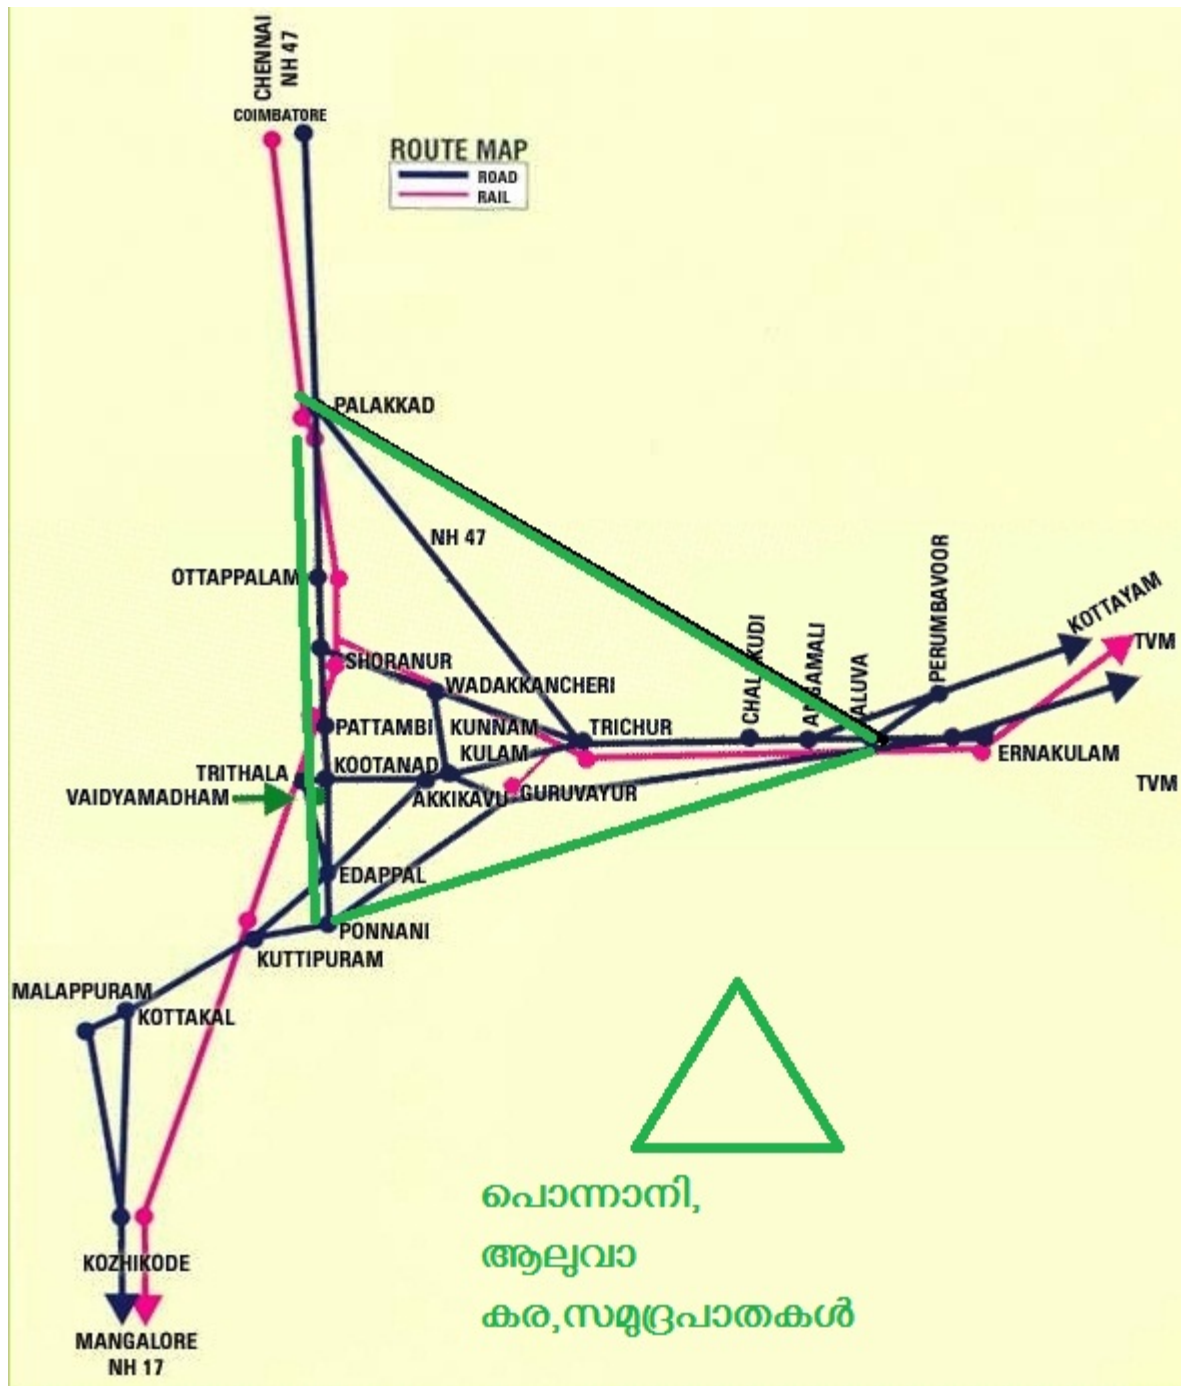 CHENNAI
NH 47
COIMBATORE
ROUTE MAP
ROAD
RAIL
PALAKKAD
NH 47
OTTAPPALAM
PERUMBAVOOR
KOTTAYAM
TVM
CHALAKUDI
ANGAMALI
ALUVA
SHORANUR
WADAKKANCHERI
PATTAMBI
KUNNAM
KULAM
TRICHUR
ERNAKULAM
TRITHALA
KOOTANAD
VAIDYAMADHAM
AKKIKAVU
GURUVAYUR
TVM
EDAPPAL
PONNANI
KUTTIPURAM
MALAPPURAM
KOTTAKAL
പൊന്നാനി,
ആലുവാ
കര,സമുദ്രപാതകൾ
KOZHIKODE
MANGALORE
NH 17